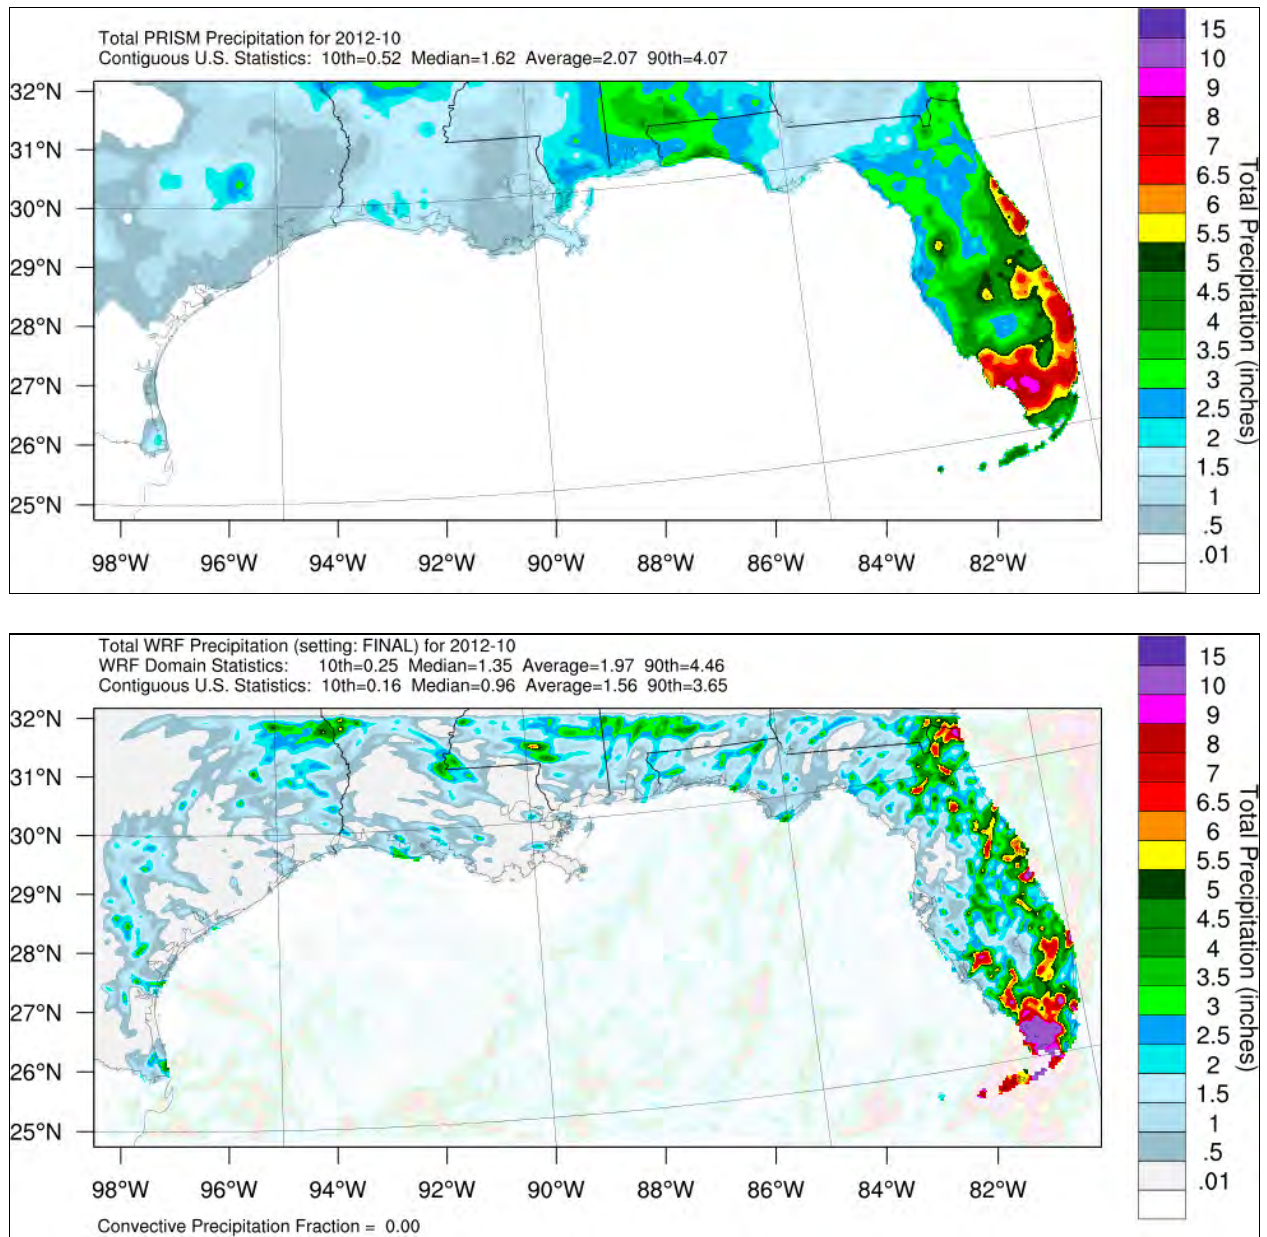 Total PRISM Precipitation for 2012-10
Contiguous U.S. Statistics: 10th=0.52 Median=1.62 Average=2.07 90th=4.07
32°N
31°N
30°N
29°N
28°N
27°N
26°N
25°N
98°W 96°W 94°W 92°W 90°W 88°W 86°W 84°W 82°W
15
10
9
8
7
6.5
6
5.5
5
4.5
4
3.5
3
2.5
2
1.5
1
.5
.01
Total Precipitation (inches)
Total WRF Precipitation (setting: FINAL) for 2012-10
WRF Domain Statistics: 10th=0.25 Median=1.35 Average=1.97 90th=4.46
Contiguous U.S. Statistics: 10th=0.16 Median=0.96 Average=1.56 90th=3.65
32°N
31°N
30°N
29°N
28°N
27°N
26°N
25°N
98°W 96°W 94°W 92°W 90°W 88°W 86°W 84°W 82°W
Convective Precipitation Fraction = 0.00
15
10
9
8
7
6.5
6
5.5
5
4.5
4
3.5
3
2.5
2
1.5
1
.5
.01
Total Precipitation (inches)